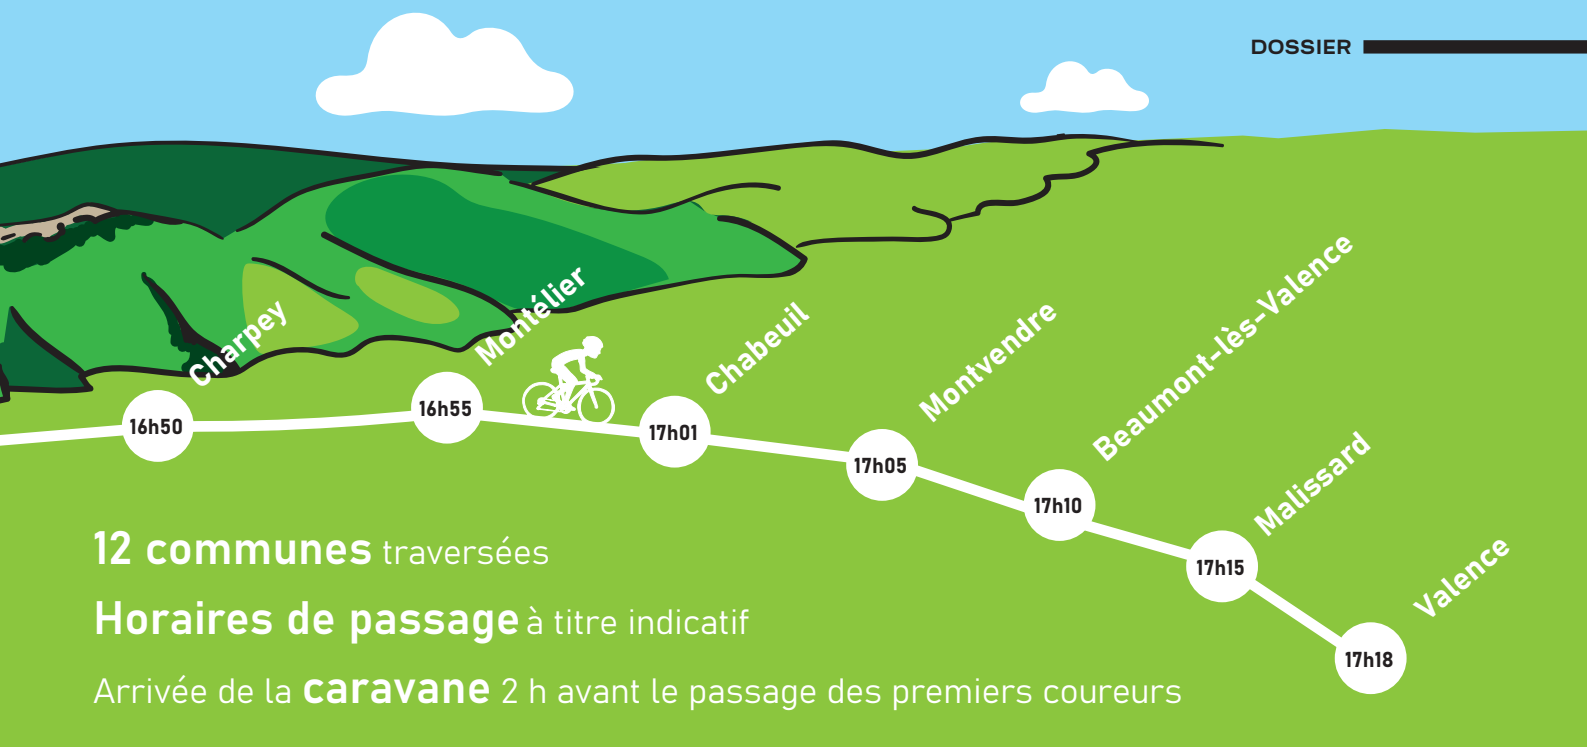 DOSSIER
Charpey
Montélier
Chabeuil
Montvendre
Beaumont-lès-Valence
Malissard
Valence
16h50
16h55
17h01
17h05
17h10
17h15
17h18
12 communes traversées
Horaires de passage à titre indicatif
Arrivée de la caravane 2 h avant le passage des premiers coureurs